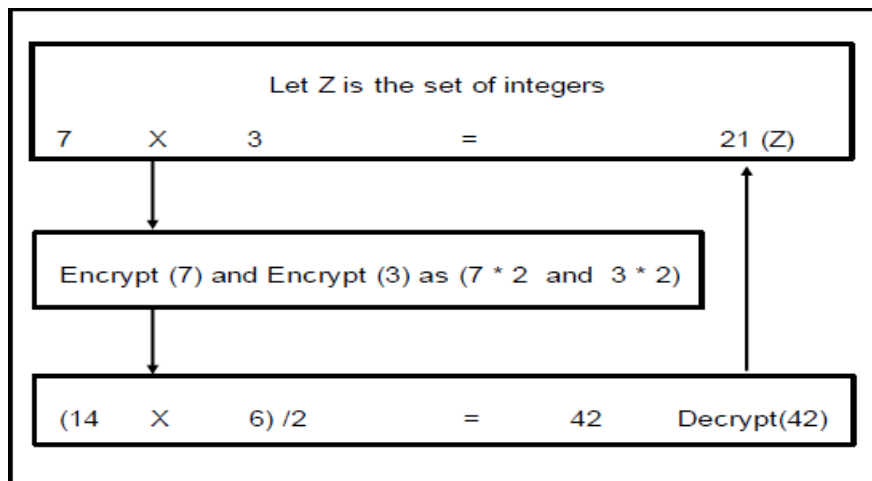 Let Z is the set of integers
7 X 3 = 21 (Z)
Encrypt (7) and Encrypt (3) as (7 * 2 and 3 * 2)
(14 X 6) /2 = 42 Decrypt(42)